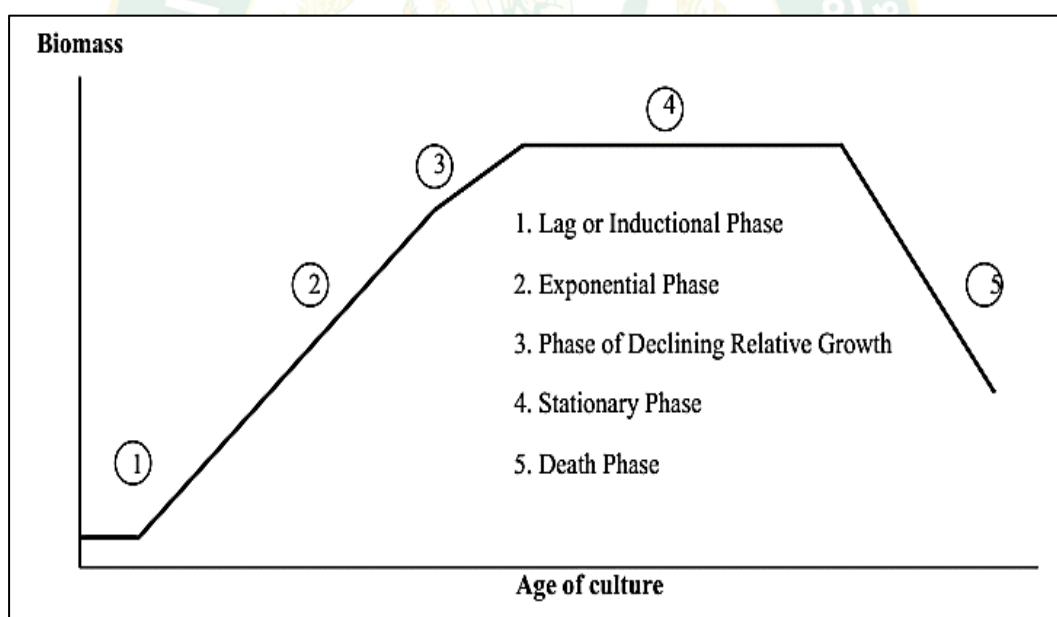 Biomass
4
3
1. Lag or Inductional Phase
2
2. Exponential Phase
5
3. Phase of Declining Relative Growth
4. Stationary Phase
1
5. Death Phase
Age of culture